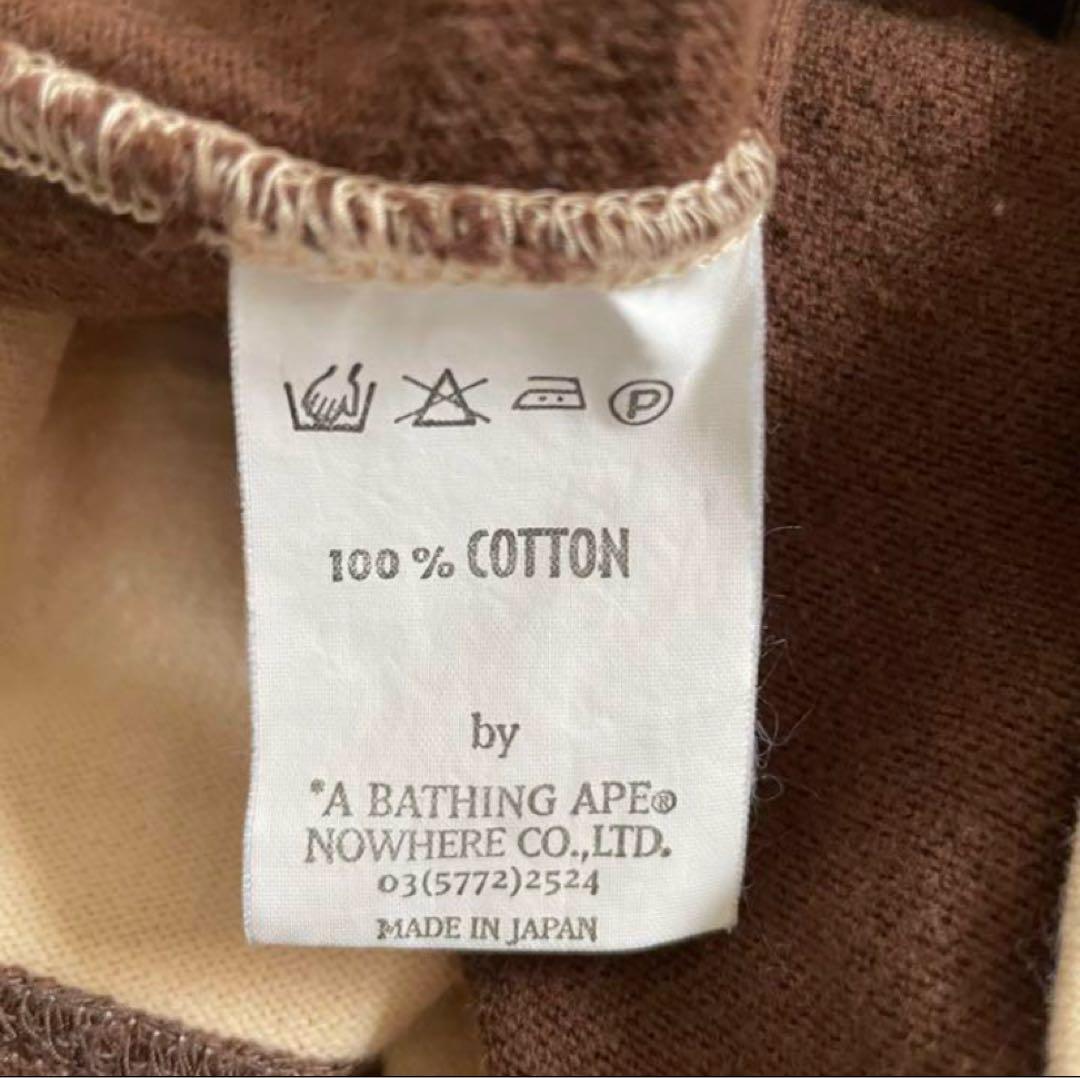 P
100% COTTON
by
*A BATHING APE®
NOWHERE CO.,LTD.
03(5772)2524
MADE IN JAPAN